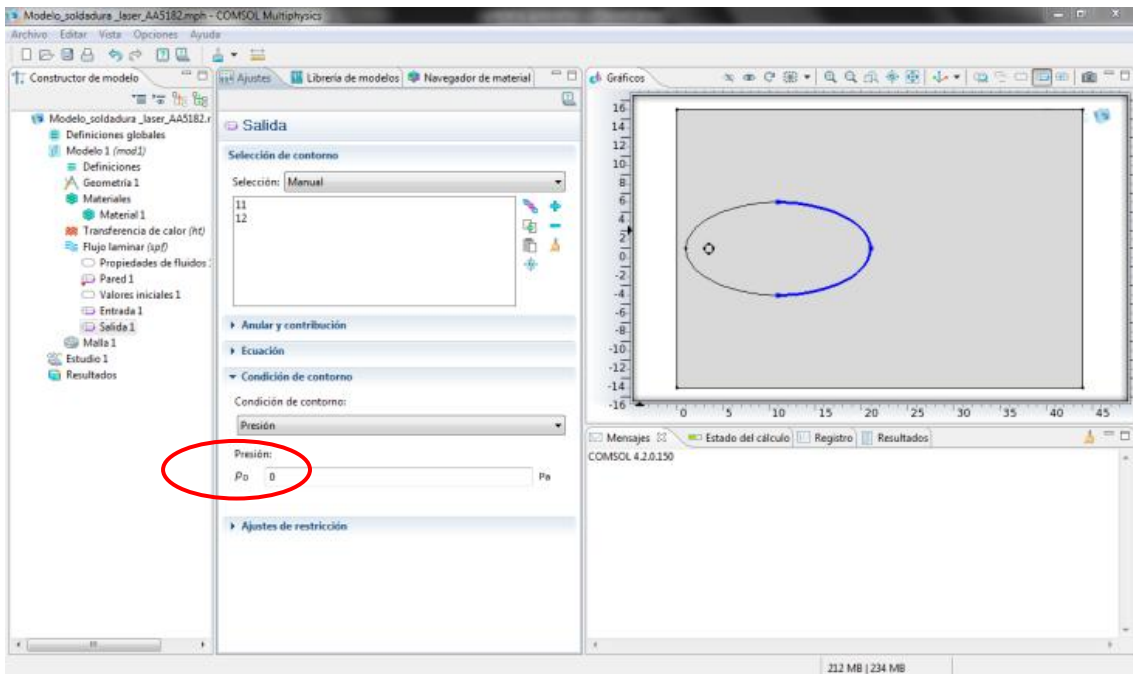 Modelo_soldadura _laser_AA5182.mph - COMSOL Multiphysics
Archivo Editar Vista Opciones Ayuda
Constructor de modelo
Modelo_soldadura _laser_AA5182.r
Definiciones globales
Modelo 1 (mod1)
Definiciones
Geometría 1
Materiales
Material 1
Transferencia de calor (ht)
Flujo laminar (spf)
Propiedades de fluidos
Pared 1
Valores iniciales 1
Entrada 1
Salida 1
Malla 1
Estudio 1
Resultados
Ajustes Librería de modelos Navegador de material
Salida
Selección de contorno
Selección: Manual
11
12
Anular y contribución
Ecuación
Condición de contorno
Condición de contorno:
Presión
Presión:
Po 0 Pa
Ajustes de restricción
Gráficos
16
14
12
10
8
6
4
2
0
-2
-4
-6
-8
-10
-12
-14
-16
0 5 10 15 20 25 30 35 40 45
Mensajes Estado del cálculo Registro Resultados
COMSOL 4.2.0.150
212 MB | 234 MB